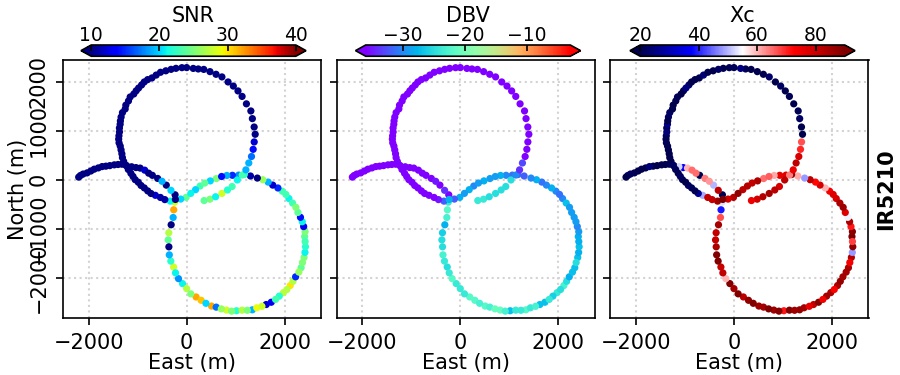 SNR DBV Xc
10 20 30 40 −30 −20 −10 20 40 60 80
North (m)
2000
1000
0
−1000
−2000
IR5210
−2000 0 2000 −2000 0 2000 −2000 0 2000
East (m) East (m) East (m)